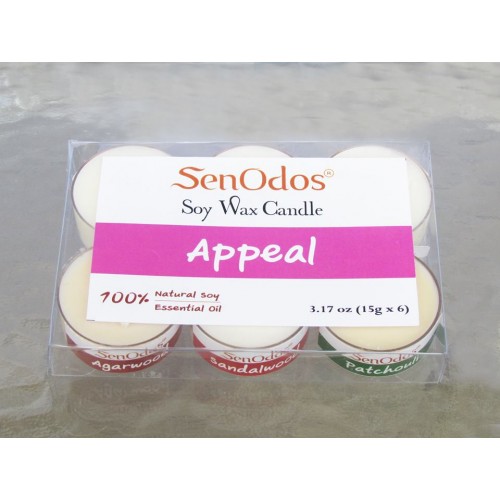 SenOdos®
Soy Wax Candle
Appeal
100% Natural Soy
Essential Oil
3.17 oz (15g x 6)
SenOdos SenOdos SenOdos
Agarwood Sandalwood Patchouli